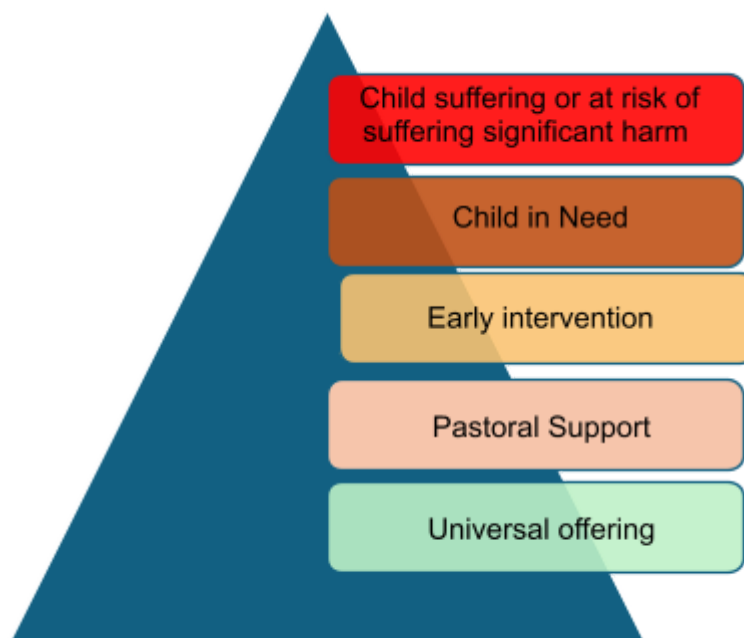 Child suffering or at risk of
suffering significant harm
Child in Need
Early intervention
Pastoral Support
Universal offering